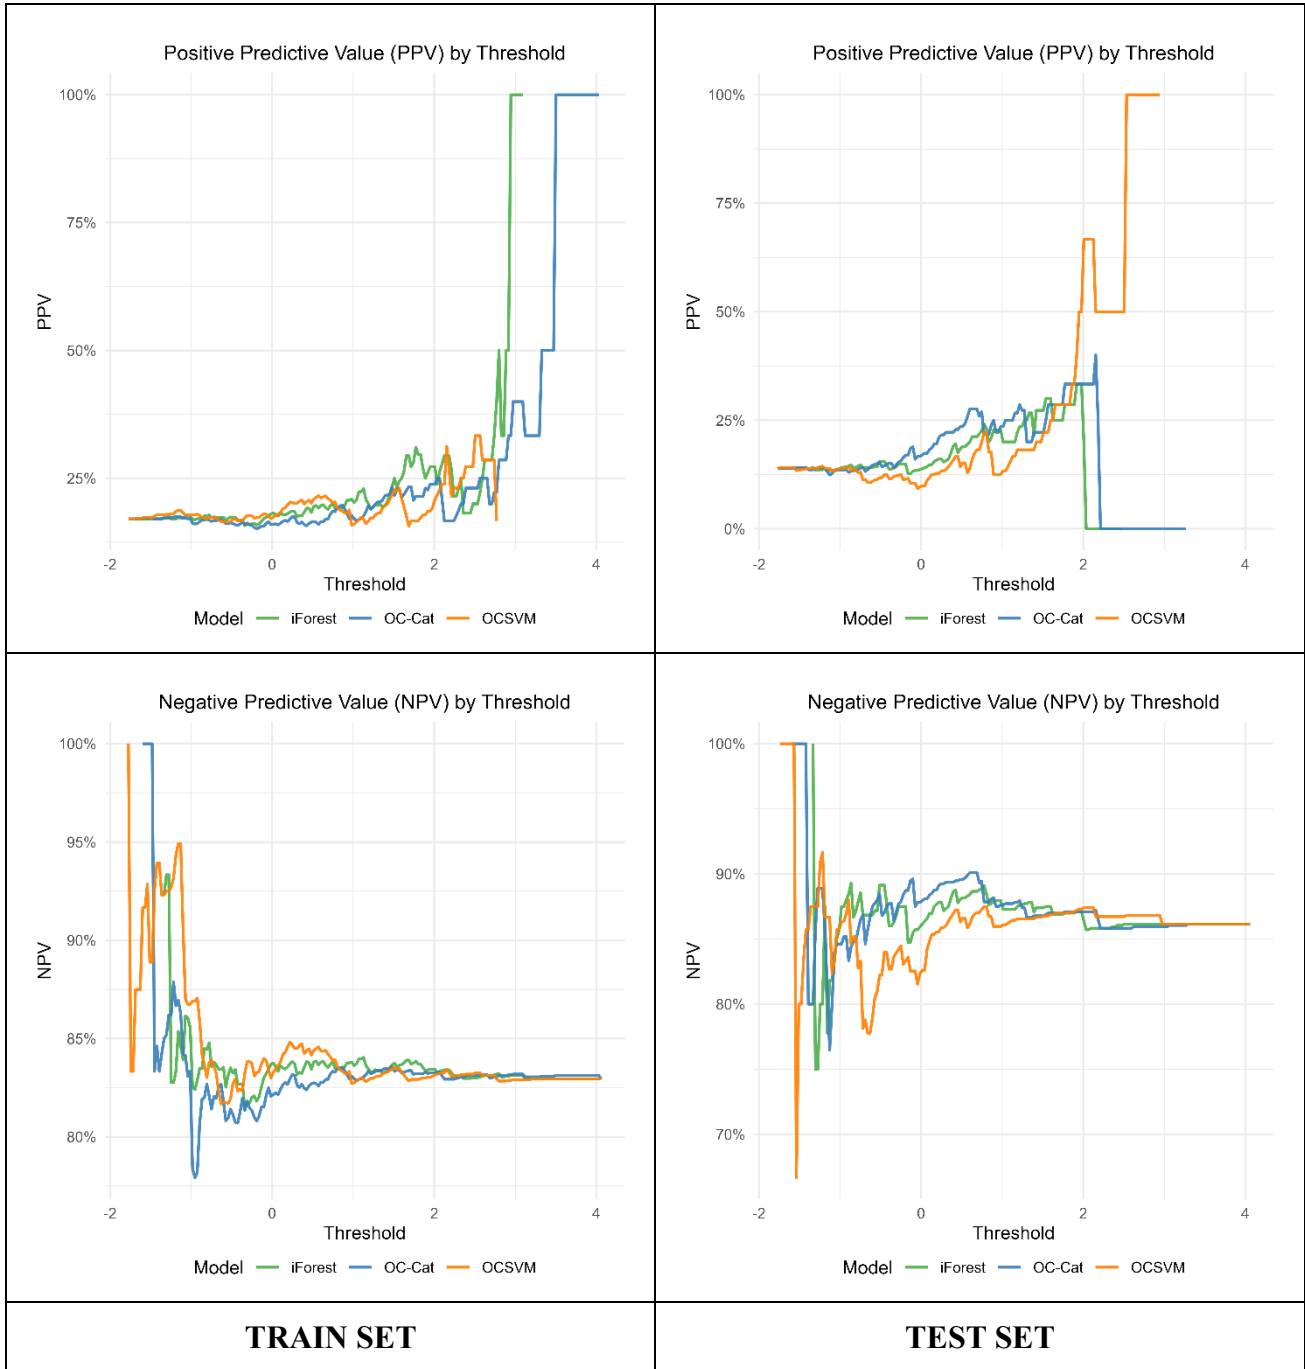 Positive Predictive Value (PPV) by Threshold
100%
75%
50%
25%
PPV
-2
0
2
4
Threshold
Model iForest OC-Cat OCSVM
Positive Predictive Value (PPV) by Threshold
100%
75%
50%
25%
0%
PPV
-2
0
2
4
Threshold
Model iForest OC-Cat OCSVM
Negative Predictive Value (NPV) by Threshold
100%
95%
90%
85%
80%
NPV
-2
0
2
4
Threshold
Model iForest OC-Cat OCSVM
Negative Predictive Value (NPV) by Threshold
100%
90%
80%
70%
NPV
-2
0
2
4
Threshold
Model iForest OC-Cat OCSVM
TRAIN SET
TEST SET